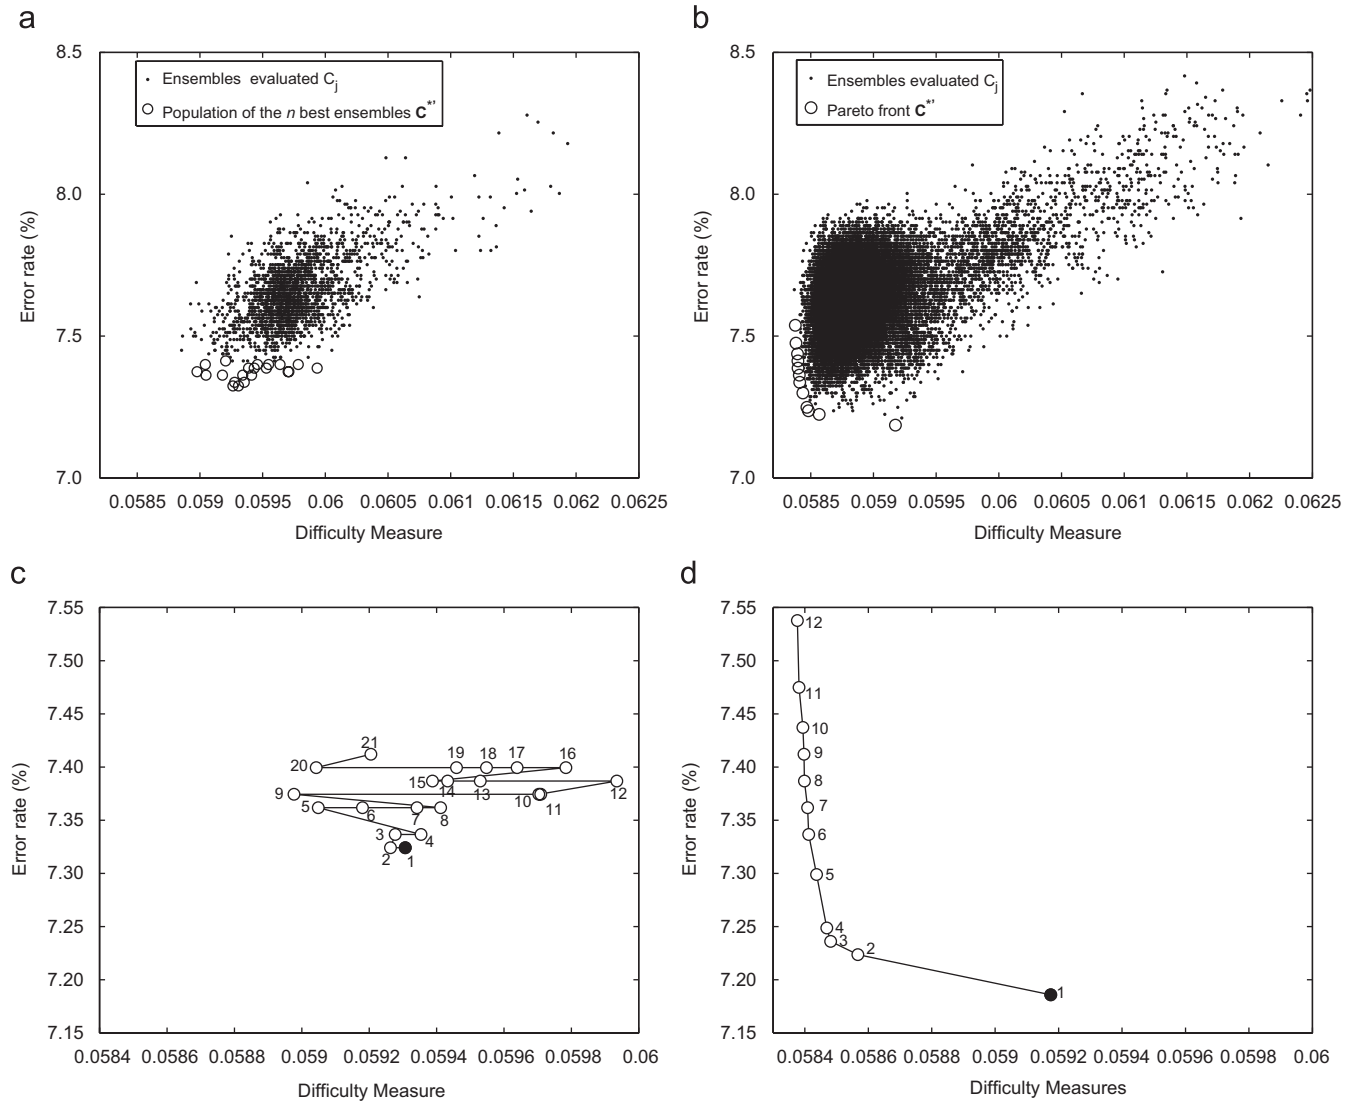 a
8.5
8.0
7.5
7.0
Error rate (%)
Ensembles evaluated Cj
Population of the n best ensembles C*'
0.0585 0.059 0.0595 0.06 0.0605 0.061 0.0615 0.062 0.0625
Difficulty Measure
b
8.5
8.0
7.5
7.0
Error rate (%)
Ensembles evaluated Cj
Pareto front C*'
0.0585 0.059 0.0595 0.06 0.0605 0.061 0.0615 0.062 0.0625
Difficulty Measure
c
7.55
7.50
7.45
7.40
7.35
7.30
7.25
7.20
7.15
Error rate (%)
21
20 19 18 17 16
15 14 13 12
9 10 11
5 6 7 8
3 4
2 1
0.0584 0.0586 0.0588 0.059 0.0592 0.0594 0.0596 0.0598 0.06
Difficulty Measure
d
7.55
7.50
7.45
7.40
7.35
7.30
7.25
7.20
7.15
Error rate (%)
12
11
10
9
8
7
6
5
4
3
2
1
0.0584 0.0586 0.0588 0.059 0.0592 0.0594 0.0596 0.0598 0.06
Difficulty Measures